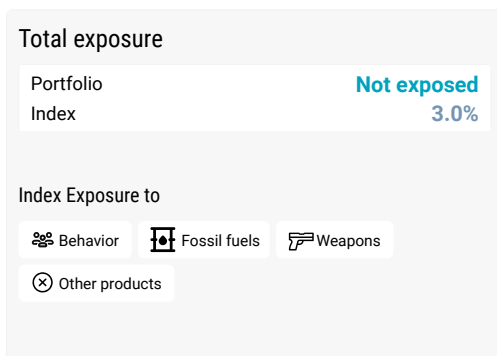 Total exposure
Portfolio Not exposed
Index 3.0%
Index Exposure to
Behavior Fossil fuels Weapons
Other products